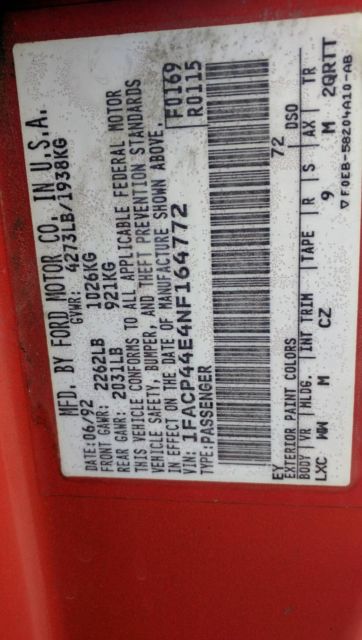 MFD. BY FORD MOTOR CO. IN U.S.A.
GVWR: 4273LB/1938KG
DATE: 06/92
FRONT GAWR: 2262LB 1026KG
REAR GAWR: 2031LB 921KG
THIS VEHICLE CONFORMS TO ALL APPLICABLE FEDERAL MOTOR
VEHICLE SAFETY, BUMPER, AND THEFT PREVENTION STANDARDS
IN EFFECT ON THE DATE OF MANUFACTURE SHOWN ABOVE.
VIN: 1FACP44E4NF164772
TYPE: PASSENGER
F0169
R0115
EY 72
EXTERIOR PAINT COLORS DSO
BODY VR MLDG. INT TRIM TAPE R S AX TR
LXC WW M CZ 9 M 2QRTT
▽F0EB-58204A10-AB